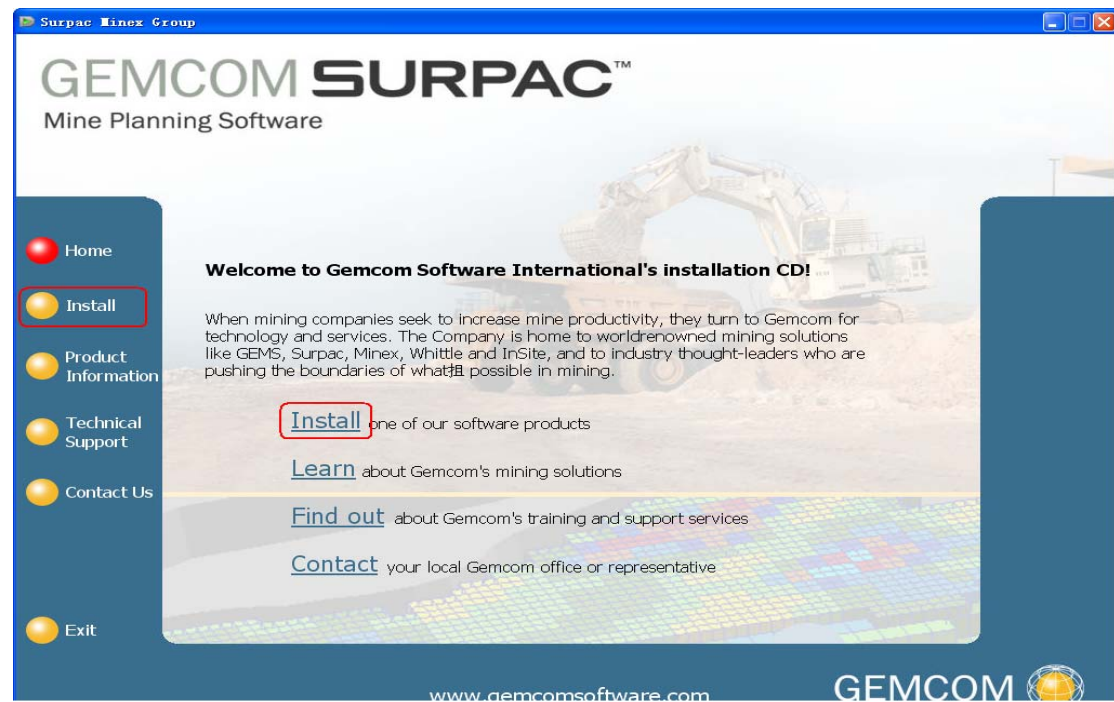 Surpac Minex Group
GEMCOM SURPAC™
Mine Planning Software
Home
Install
Product
Information
Technical
Support
Contact Us
Exit
Welcome to Gemcom Software International's installation CD!
When mining companies seek to increase mine productivity, they turn to Gemcom for
technology and services. The Company is home to worldrenowned mining solutions
like GEMS, Surpac, Minex, Whittle and InSite, and to industry thought-leaders who are
pushing the boundaries of what担 possible in mining.
Install one of our software products
Learn about Gemcom's mining solutions
Find out about Gemcom's training and support services
Contact your local Gemcom office or representative
www.gemcomsoftware.com
GEMCOM